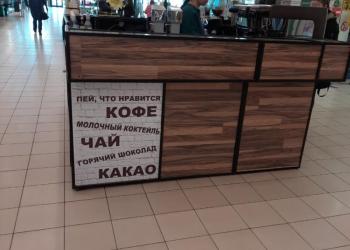 ПЕЙ, ЧТО НРАВИТСЯ
КОФЕ
МОЛОЧНЫЙ КОКТЕЙЛЬ
ЧАЙ
ГОРЯЧИЙ ШОКОЛАД
КАКАО